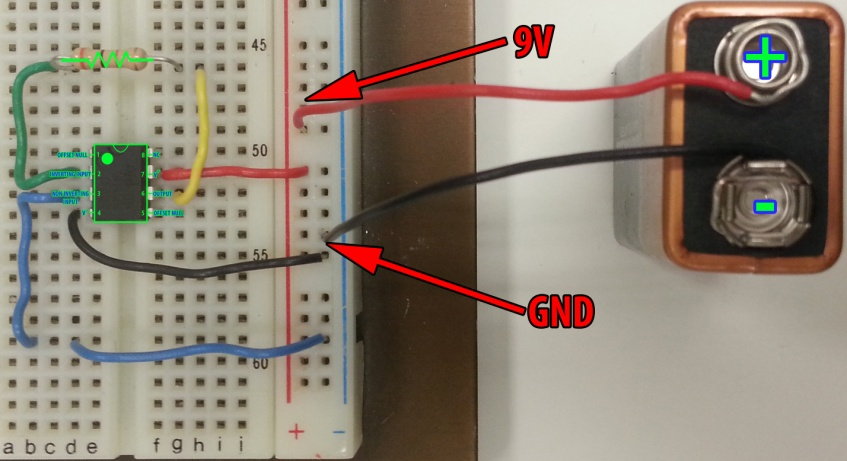 45
9V
+
50
OFFSET NULL 1
8 NC
INVERTING INPUT 2
7 V+
NON-INVERTING
INPUT
3
6 OUTPUT
V- 4
5 OFFSET NULL
-
55
GND
60
+ -
a b c d e f g h i j